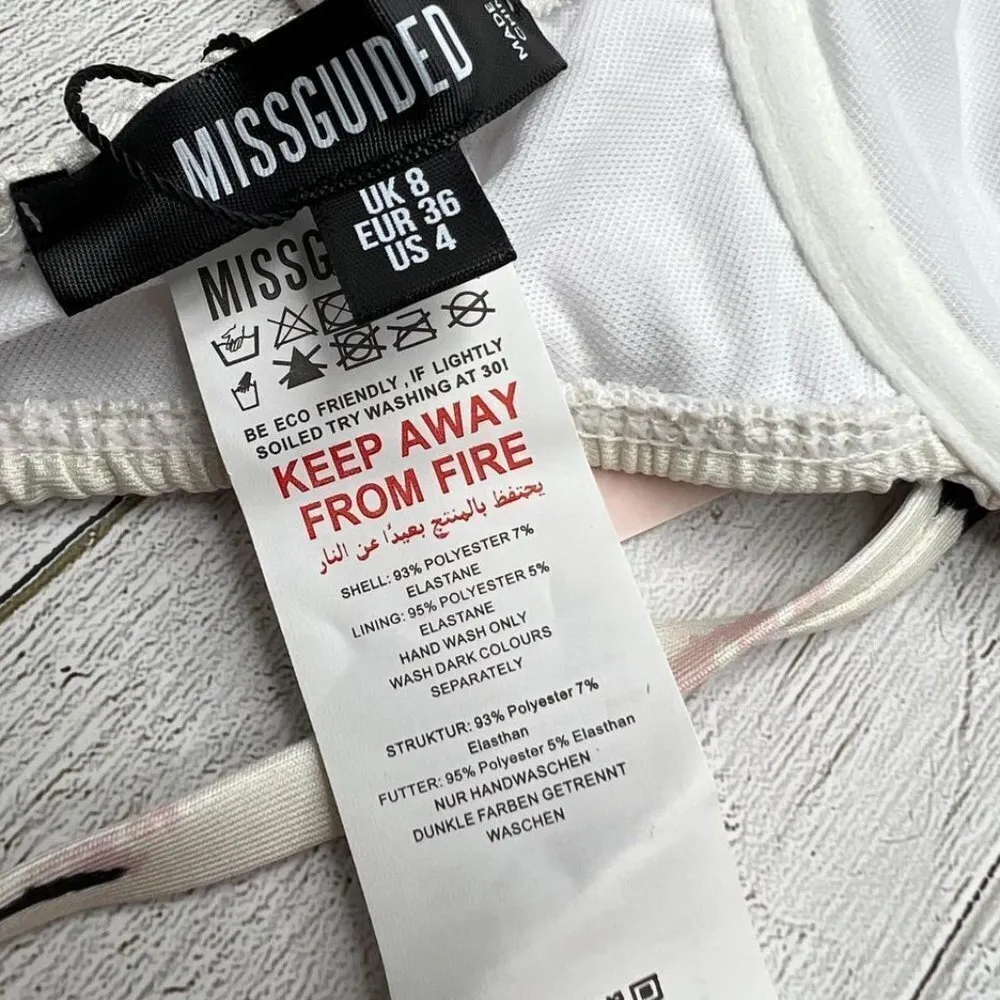 MISSGUIDED
MADE
UK 8
EUR 36
US 4
MISSG
BE ECO FRIENDLY , IF LIGHTLY
SOILED TRY WASHING AT 30!
KEEP AWAY
FROM FIRE
يحتفظ بالمنتج بعيدًا عن النار
SHELL: 93% POLYESTER 7%
ELASTANE
LINING: 95% POLYESTER 5%
ELASTANE
HAND WASH ONLY
WASH DARK COLOURS
SEPARATELY
STRUKTUR: 93% Polyester 7%
Elasthan
FUTTER: 95% Polyester 5% Elasthan
NUR HANDWASCHEN
DUNKLE FARBEN GETRENNT
WASCHEN